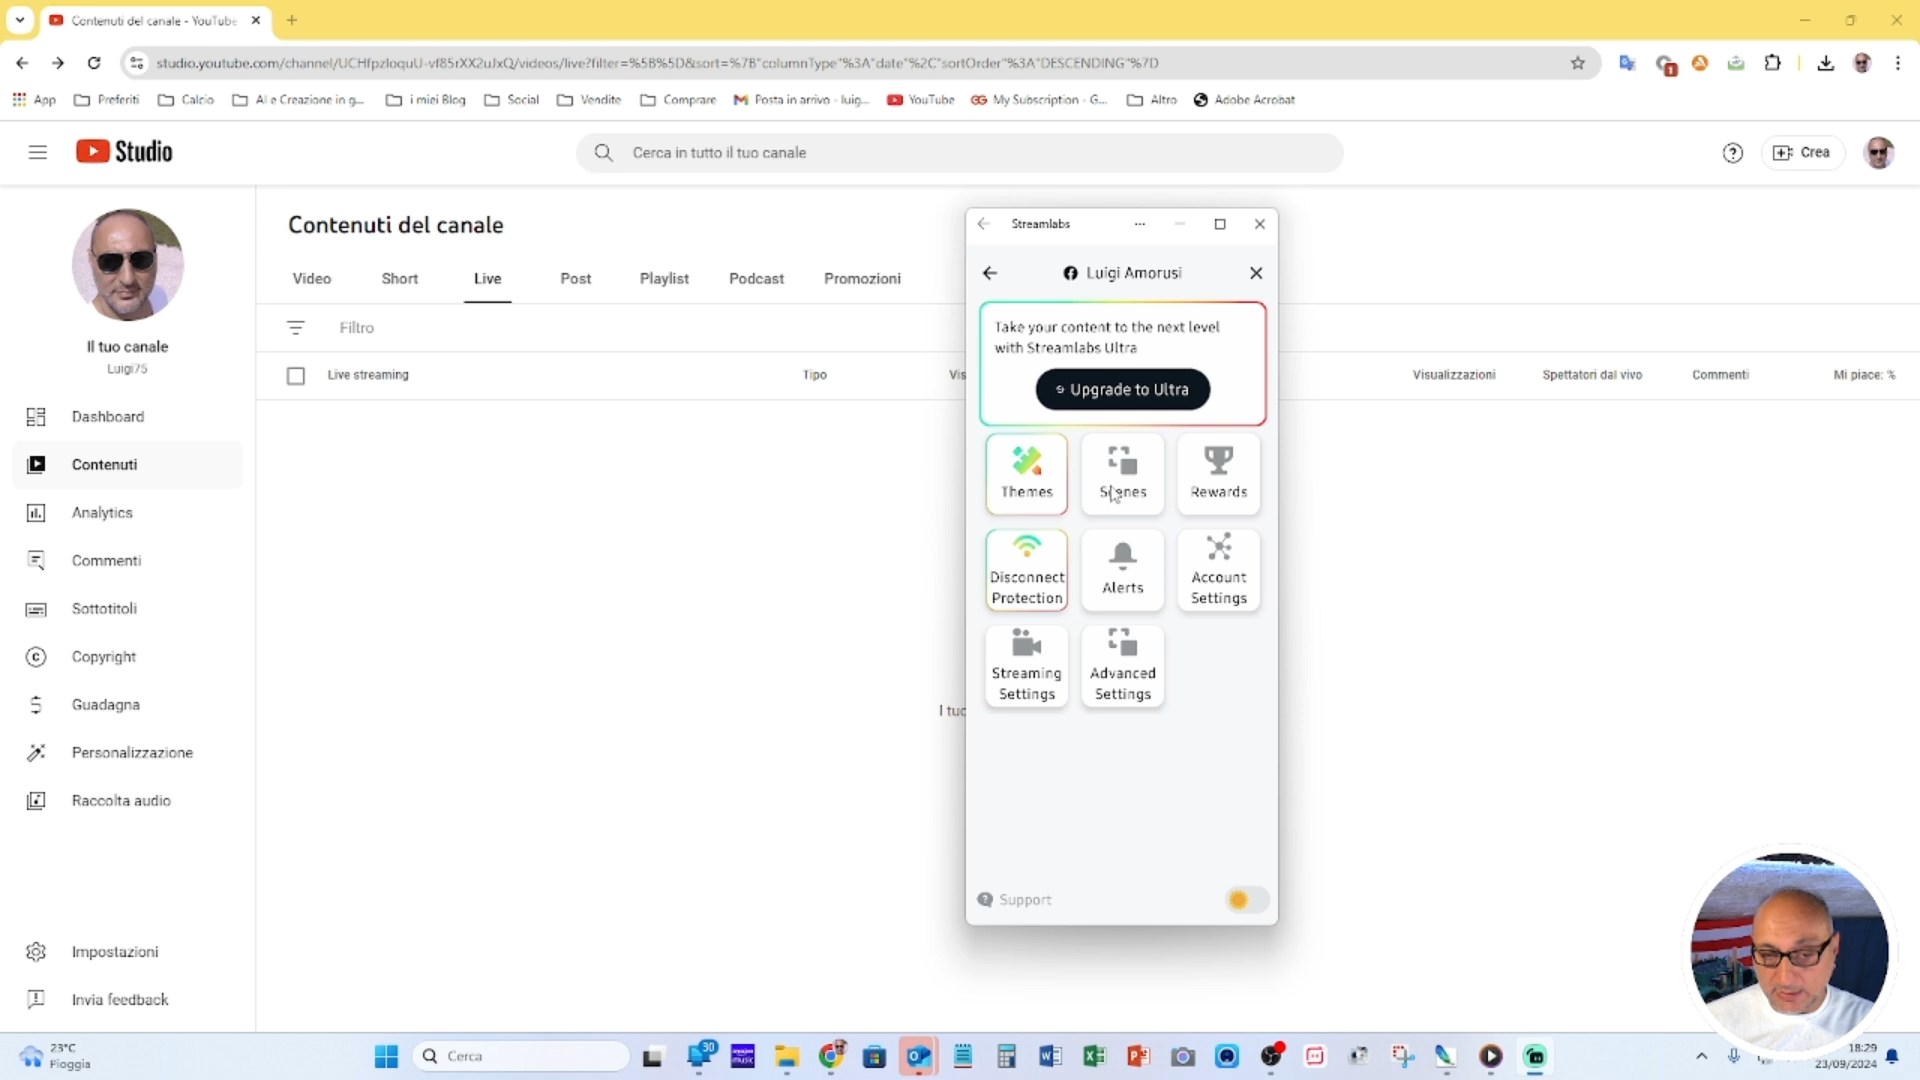 Contenuti del canale - YouTube
studio.youtube.com/channel/UCHfpzloquU-vf85rXX2uJxQ/videos/live?filter=%5B%5D&sort=%7B"columnType"%3A"date"%2C"sortOrder"%3A"DESCENDING"%7D
1
App Preferiti Calcio AI e Creazione in g... i miei Blog Social Vendite Comprare Posta in arrivo - luig... YouTube My Subscription - G... Altro Adobe Acrobat
Studio
Cerca in tutto il tuo canale
Crea
Il tuo canale
Luigi75
Dashboard
Contenuti
Analytics
Commenti
Sottotitoli
Copyright
Guadagna
Personalizzazione
Raccolta audio
Impostazioni
Invia feedback
Contenuti del canale
Video Short Live Post Playlist Podcast Promozioni
Filtro
Live streaming Tipo Vis Visualizzazioni Spettatori dal vivo Commenti Mi piace: %
I tuo
Streamlabs
Luigi Amorusi
Take your content to the next level
with Streamlabs Ultra
Upgrade to Ultra
Themes Scenes Rewards
Disconnect
Protection
Alerts
Account
Settings
Streaming
Settings
Advanced
Settings
Support
23°C
Pioggia
Cerca
30
18:29
23/09/2024